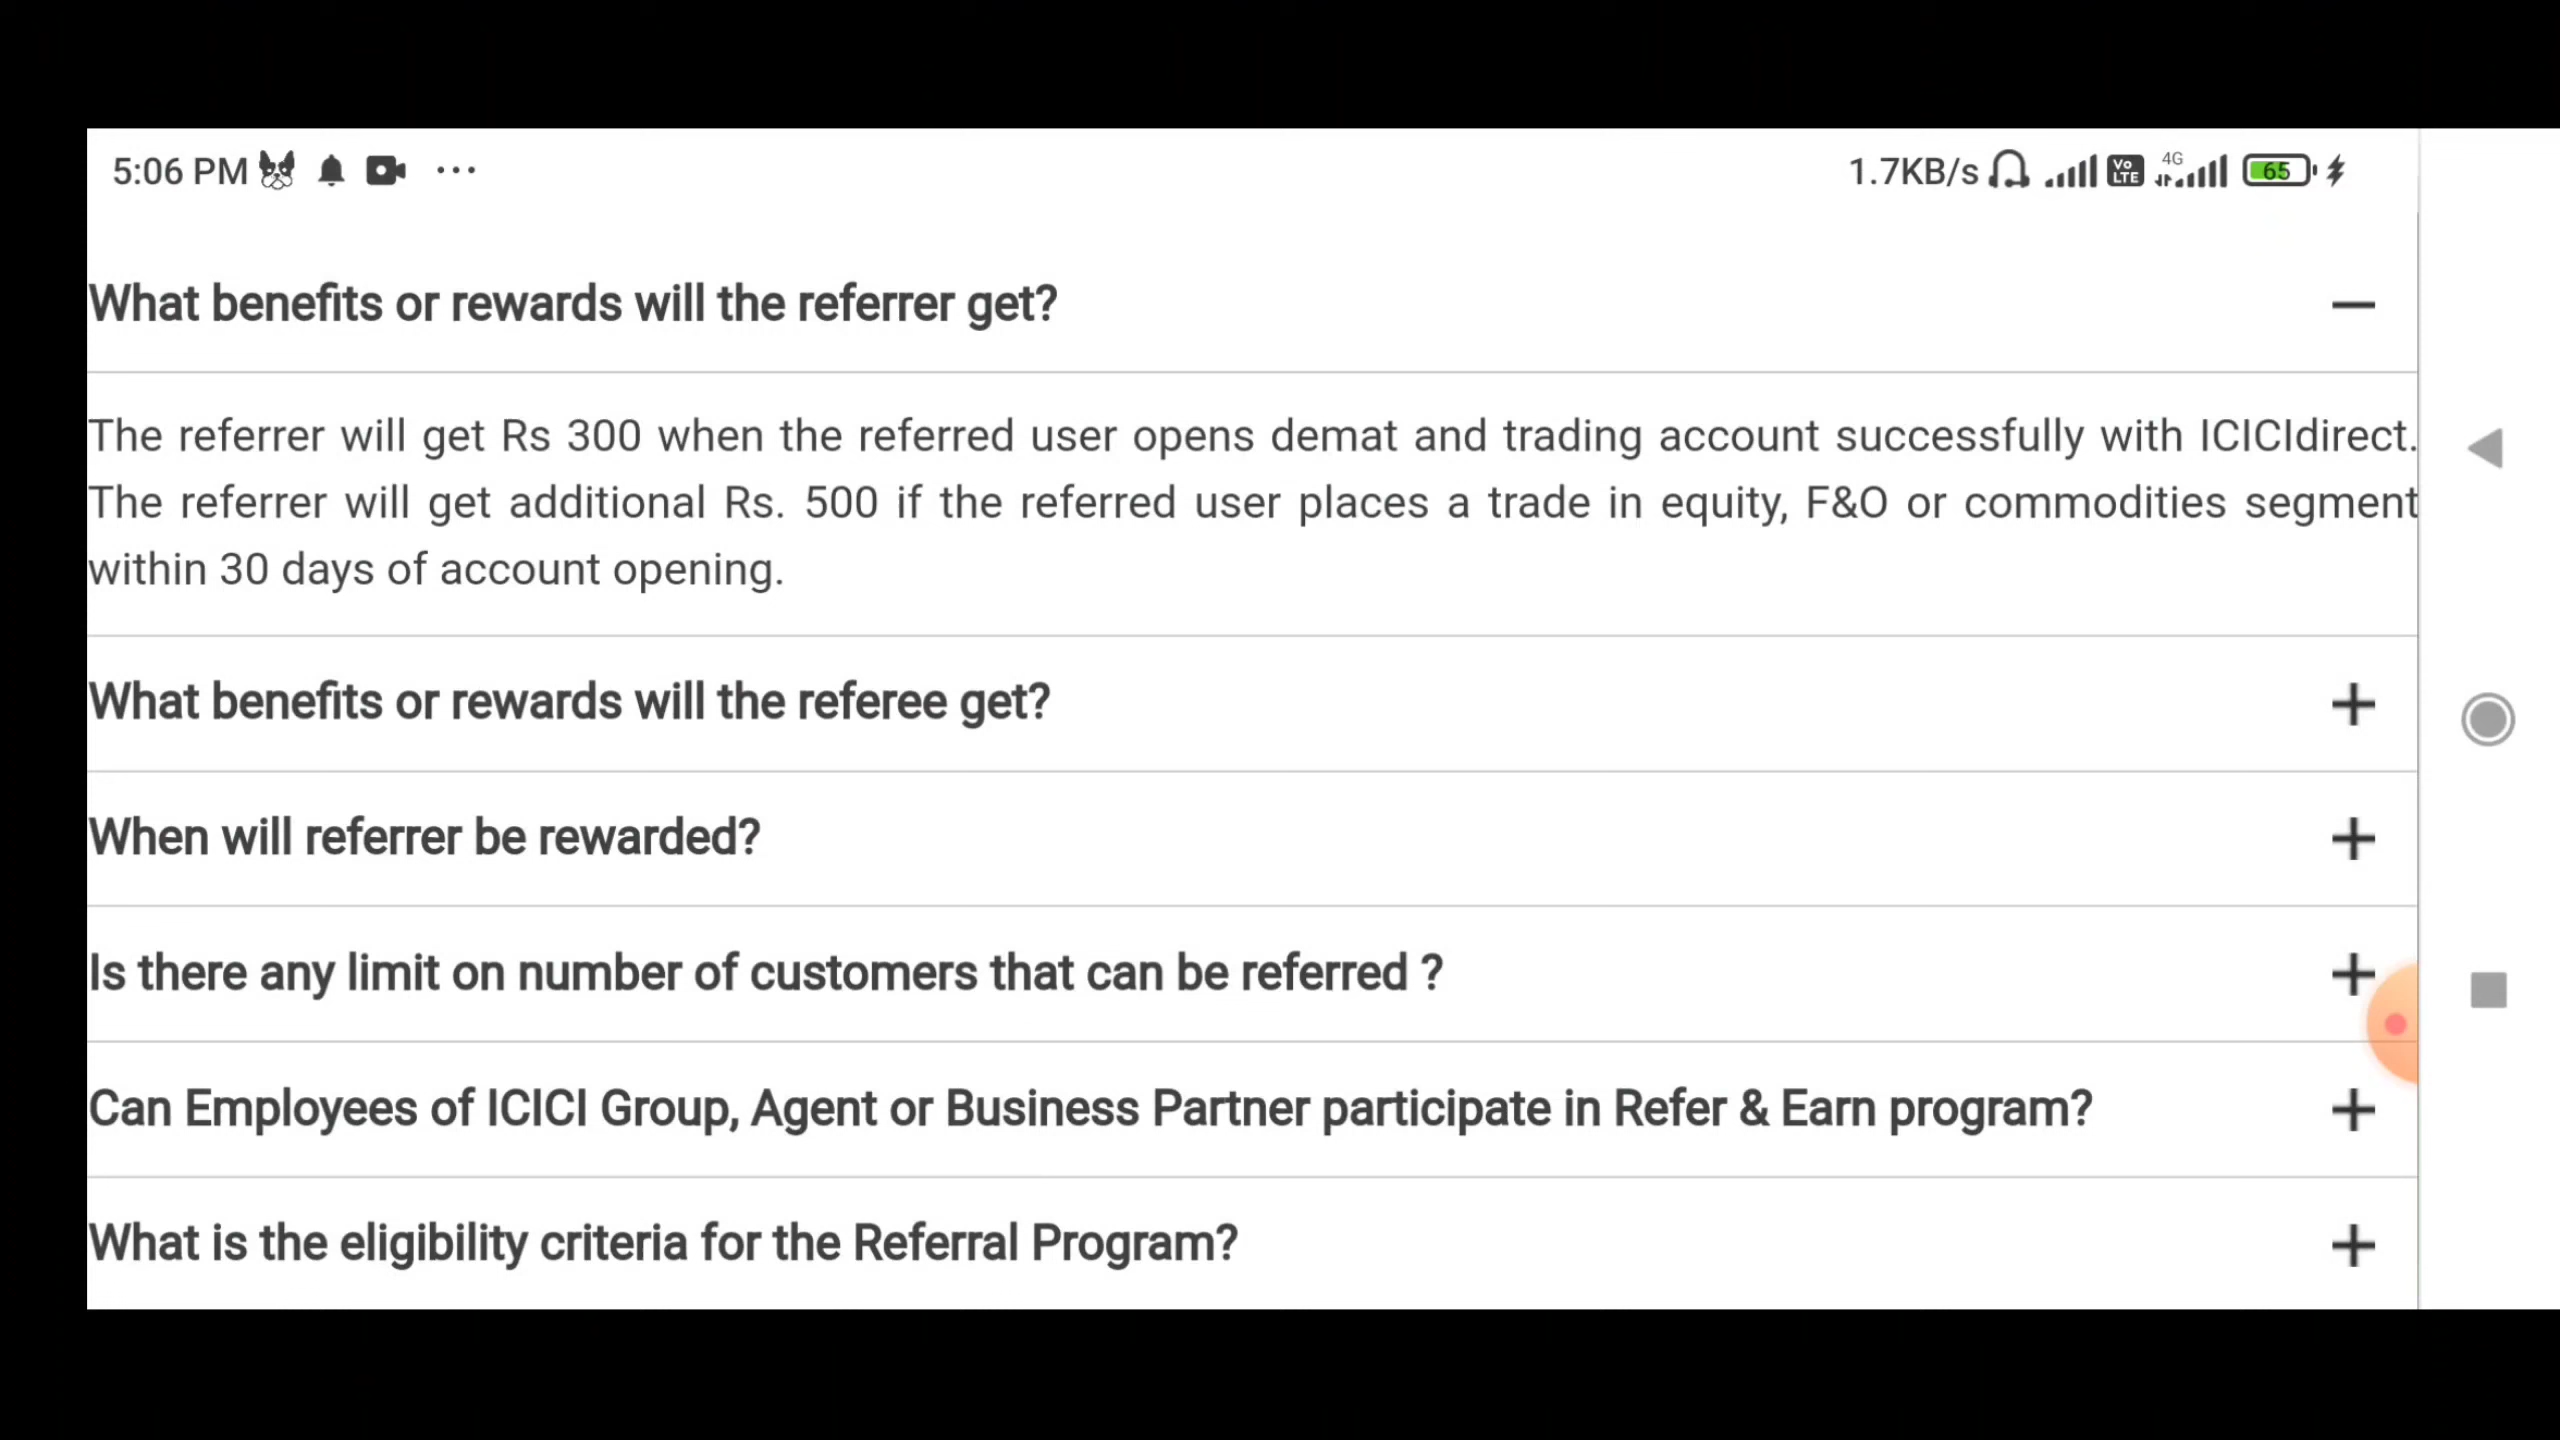 5:06 PM ... 1.7KB/s Vo LTE 4G 65
What benefits or rewards will the referrer get?
The referrer will get Rs 300 when the referred user opens demat and trading account successfully with ICICIdirect.
The referrer will get additional Rs. 500 if the referred user places a trade in equity, F&O or commodities segment
within 30 days of account opening.
What benefits or rewards will the referee get?
When will referrer be rewarded?
Is there any limit on number of customers that can be referred ?
Can Employees of ICICI Group, Agent or Business Partner participate in Refer & Earn program?
What is the eligibility criteria for the Referral Program?